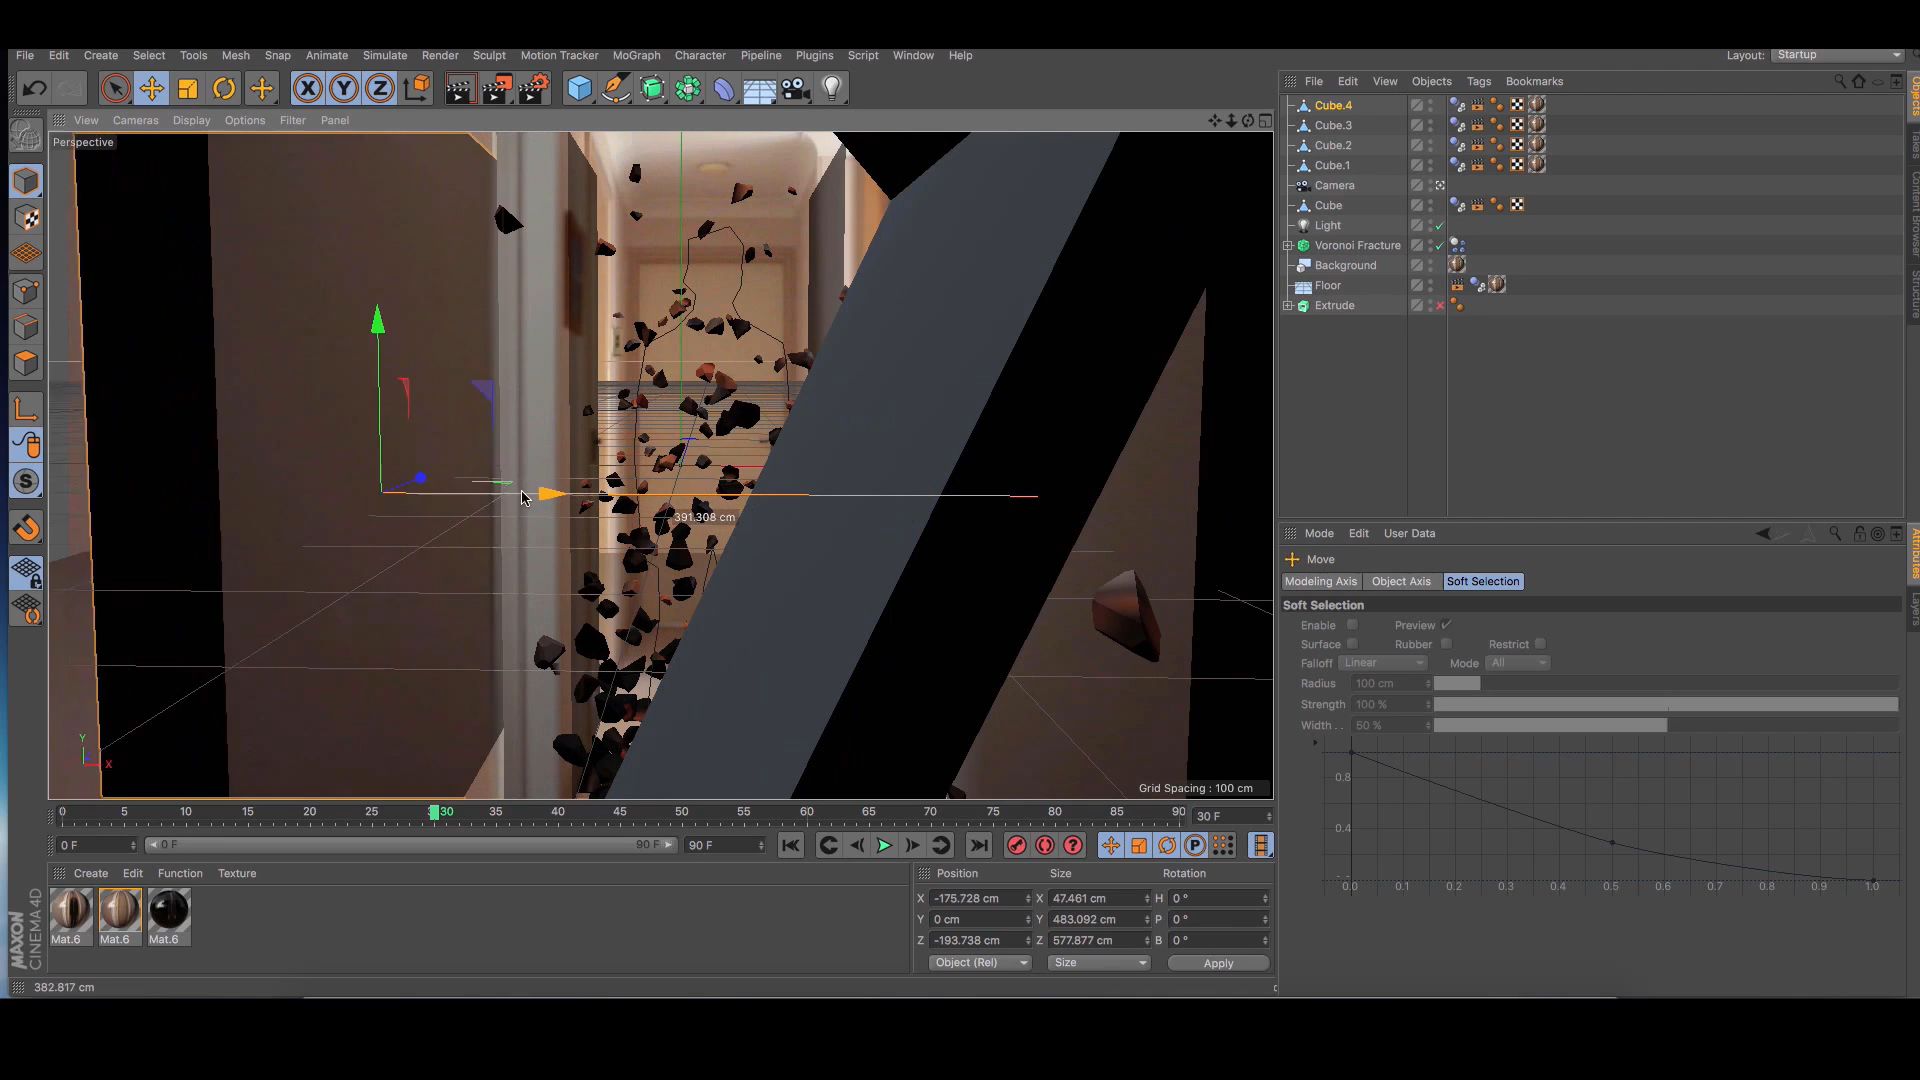 File Edit Create Select Tools Mesh Snap Animate Simulate Render Sculpt Motion Tracker MoGraph Character Pipeline Plugins Script Window Help
Layout: Startup
X Y Z
View Cameras Display Options Filter Panel
Perspective
391.308 cm
Y
X
Grid Spacing : 100 cm
0 5 10 15 20 25 30 35 40 45 50 55 60 65 70 75 80 85 90 30 F
0 F 0 F 90 F 90 F
P
Create Edit Function Texture
Mat.6 Mat.6 Mat.6
MAXON
CINEMA 4D
Position Size Rotation
X -175.728 cm X 47.461 cm H 0 °
Y 0 cm Y 483.092 cm P 0 °
Z -193.738 cm Z 577.877 cm B 0 °
Object (Rel) Size Apply
382.817 cm
File Edit View Objects Tags Bookmarks
Cube.4
Cube.3
Cube.2
Cube.1
Camera
Cube
Light
Voronoi Fracture
Background
Floor
Extrude
Objects
Takes
Content Browser
Structure
Mode Edit User Data
Move
Modeling Axis Object Axis Soft Selection
Soft Selection
Enable Preview
Surface Rubber Restrict
Falloff Linear Mode All
Radius 100 cm
Strength 100 %
Width . . 50 %
0.8
0.4
0.0 0.1 0.2 0.3 0.4 0.5 0.6 0.7 0.8 0.9 1.0
Attributes
Layers